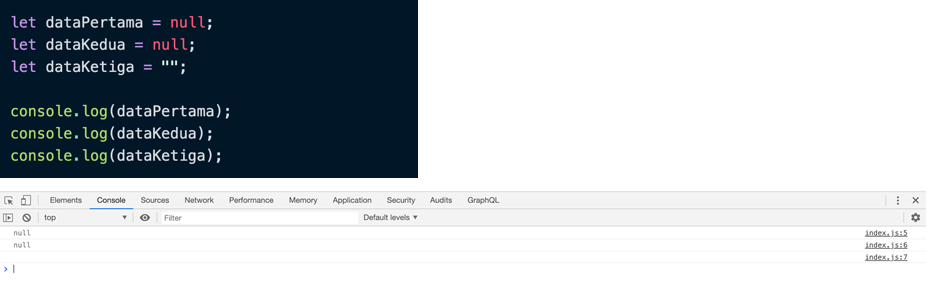 let dataPertama = null;
let dataKedua = null;
let dataKetiga = "";
console.log(dataPertama);
console.log(dataKedua);
console.log(dataKetiga);
Elements Console Sources Network Performance Memory Application Security Audits GraphQL
top Filter Default levels
null index.js:5
null index.js:6
index.js:7